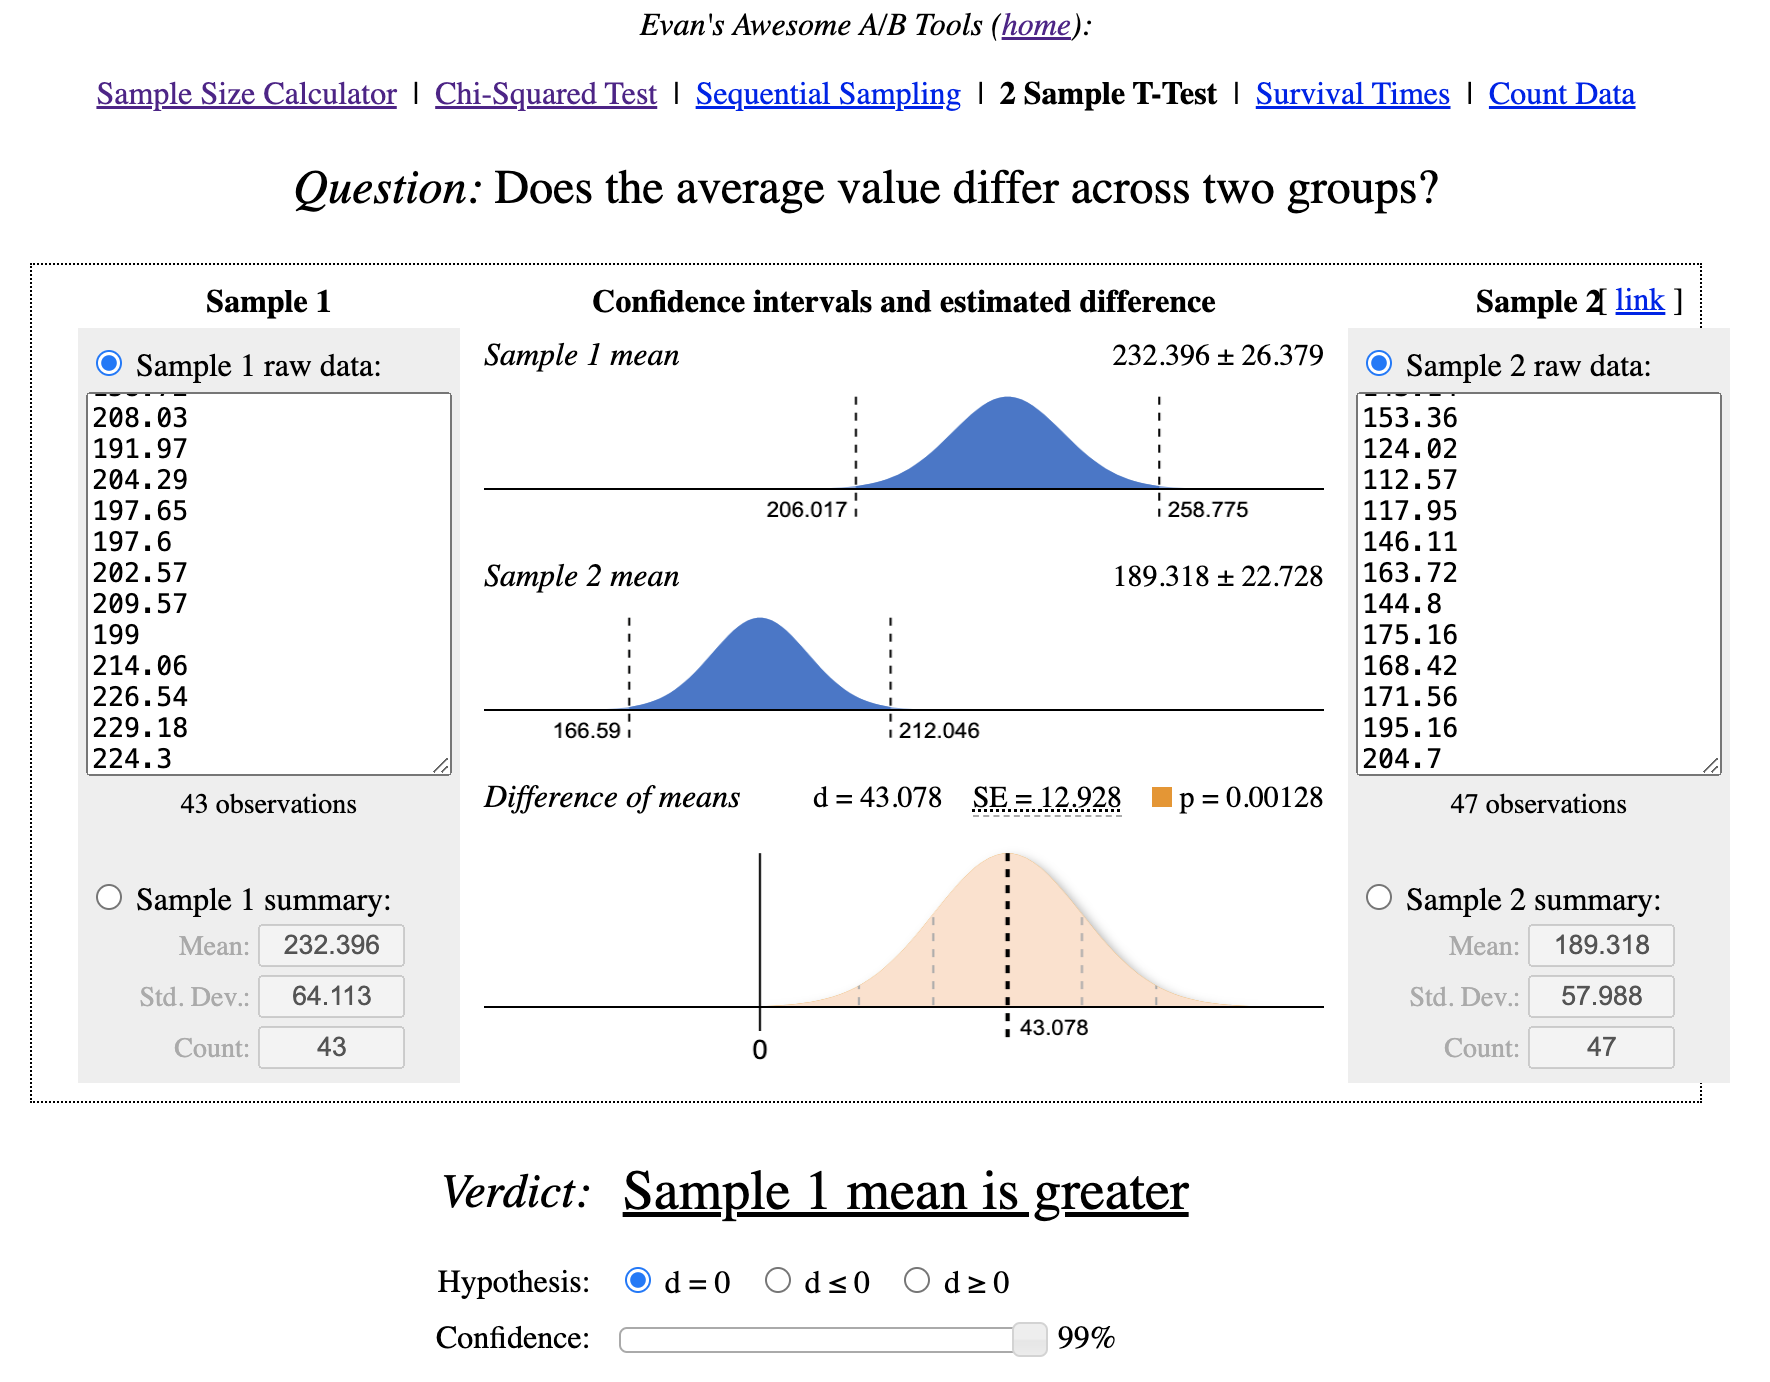 Evan's Awesome A/B Tools (home):
Sample Size Calculator | Chi-Squared Test | Sequential Sampling | 2 Sample T-Test | Survival Times | Count Data
Question: Does the average value differ across two groups?
Sample 1
Sample 1 raw data:
208.03
191.97
204.29
197.65
197.6
202.57
209.57
199
214.06
226.54
229.18
224.3
43 observations
Sample 1 summary:
Mean: 232.396
Std. Dev.: 64.113
Count: 43
Confidence intervals and estimated difference
Sample 1 mean 232.396 ± 26.379
206.017 258.775
Sample 2 mean 189.318 ± 22.728
166.59 212.046
Difference of means d = 43.078 SE = 12.928 p = 0.00128
43.078
0
Sample 2 [ link ]
Sample 2 raw data:
153.36
124.02
112.57
117.95
146.11
163.72
144.8
175.16
168.42
171.56
195.16
204.7
47 observations
Sample 2 summary:
Mean: 189.318
Std. Dev.: 57.988
Count: 47
Verdict: Sample 1 mean is greater
Hypothesis: d = 0 d ≤ 0 d ≥ 0
Confidence: 99%